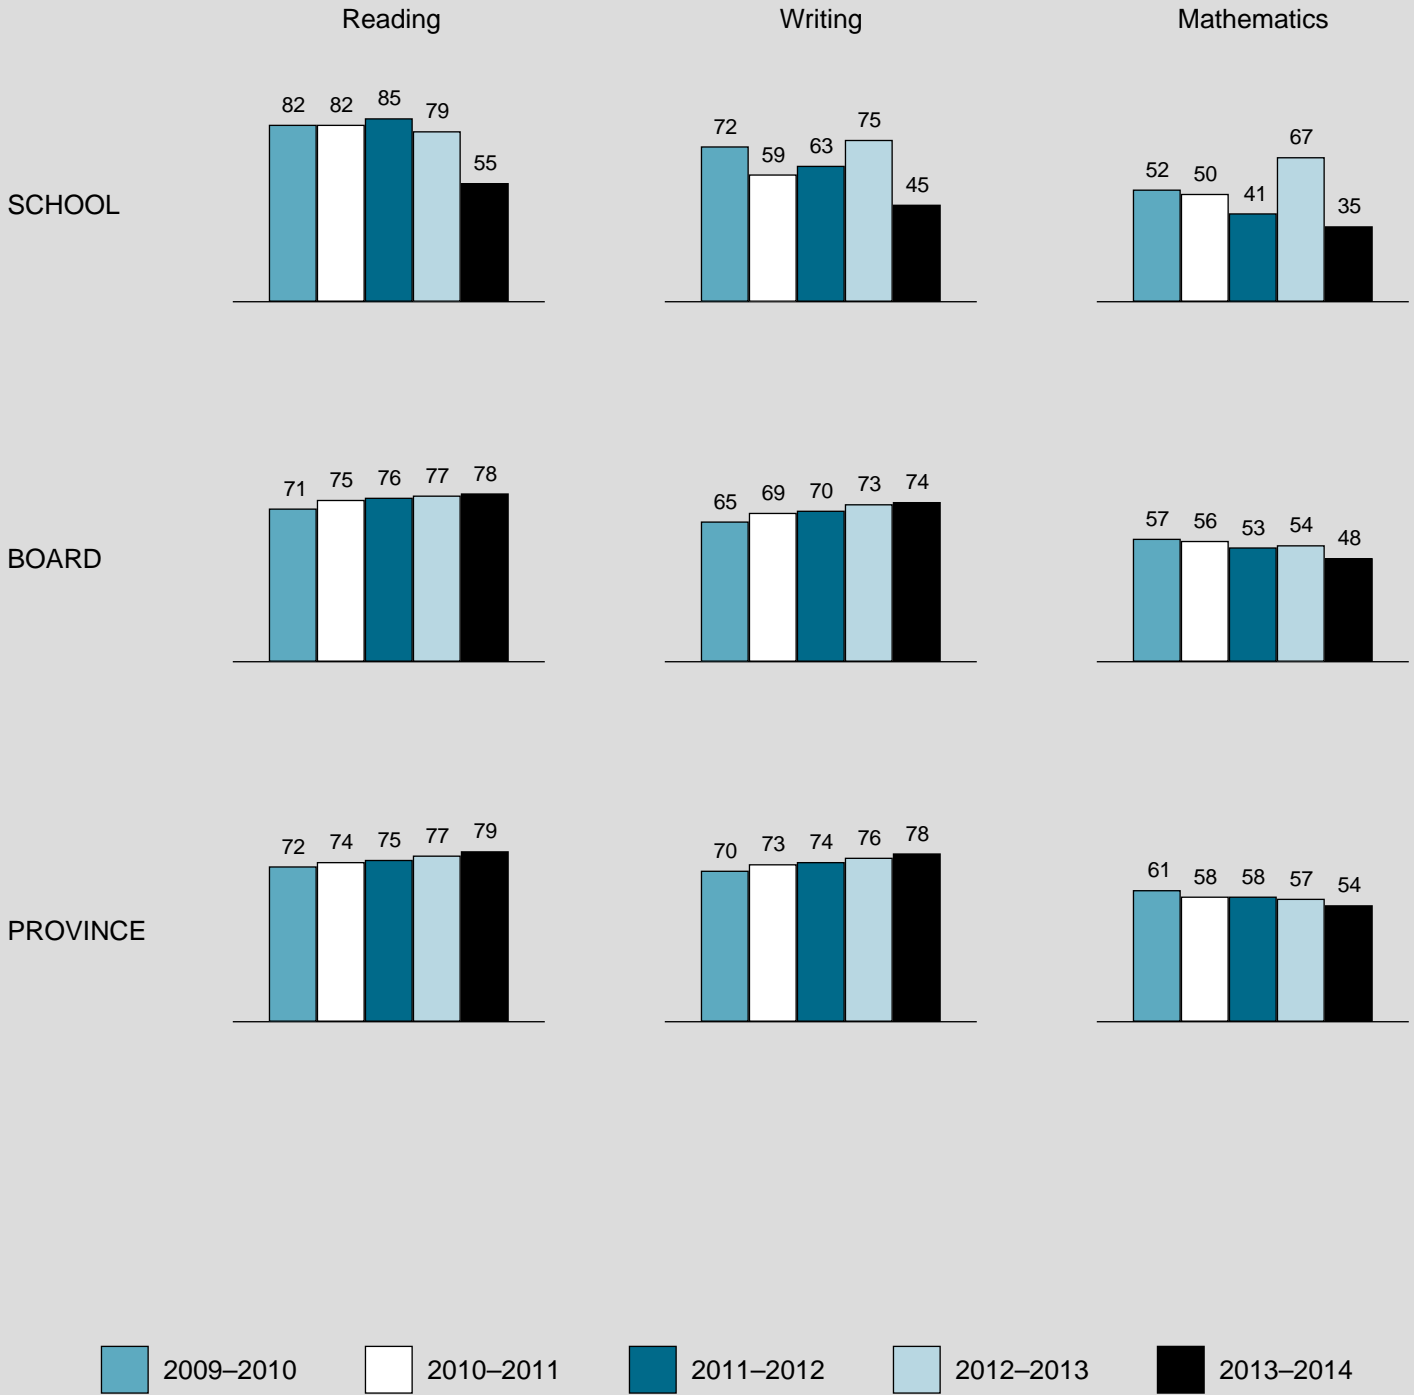 Reading Writing Mathematics
SCHOOL
82 82 85 79 55
72 59 63 75 45
52 50 41 67 35
BOARD
71 75 76 77 78
65 69 70 73 74
57 56 53 54 48
PROVINCE
72 74 75 77 79
70 73 74 76 78
61 58 58 57 54
2009–2010 2010–2011 2011–2012 2012–2013 2013–2014